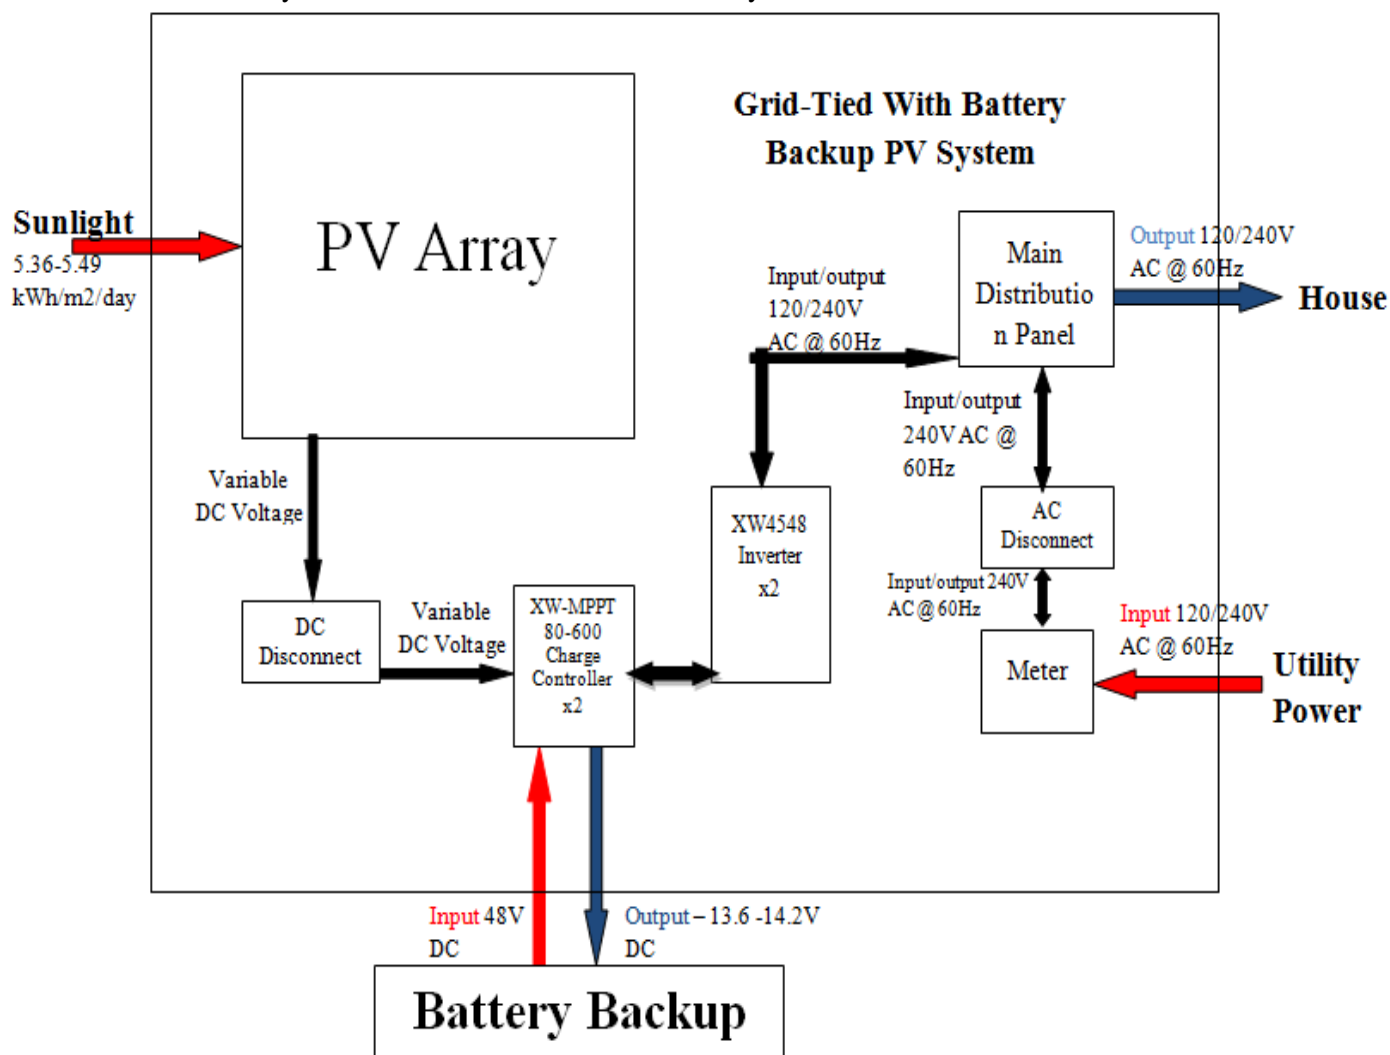 Grid-Tied With Battery
Backup PV System
PV Array
Sunlight
5.36-5.49
kWh/m2/day
Main
Distributio
n Panel
Output 120/240V
AC @ 60Hz
House
Input/output
120/240V
AC @ 60Hz
Input/output
240V AC @
60Hz
Variable
DC Voltage
XW4548
Inverter
x2
AC
Disconnect
Input/output 240V
AC @ 60Hz
DC
Disconnect
Variable
DC Voltage
XW-MPPT
80-600
Charge
Controller
x2
Meter
Input 120/240V
AC @ 60Hz
Utility
Power
Input 48V
DC
Output – 13.6 -14.2V
DC
Battery Backup